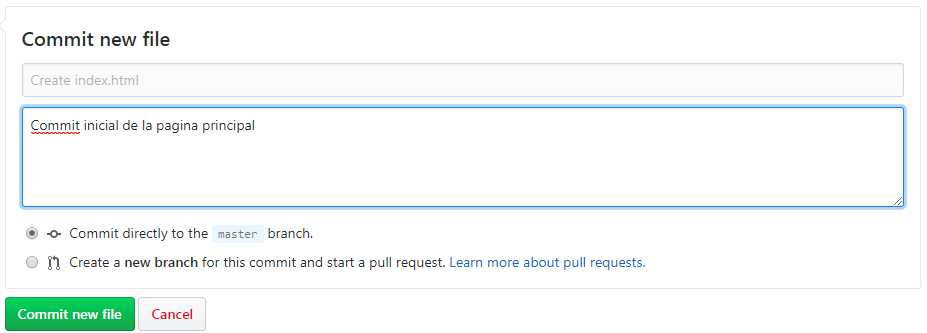 Commit new file
Create index.html
Commit inicial de la pagina principal
Commit directly to the master branch.
Create a new branch for this commit and start a pull request. Learn more about pull requests.
Commit new file Cancel